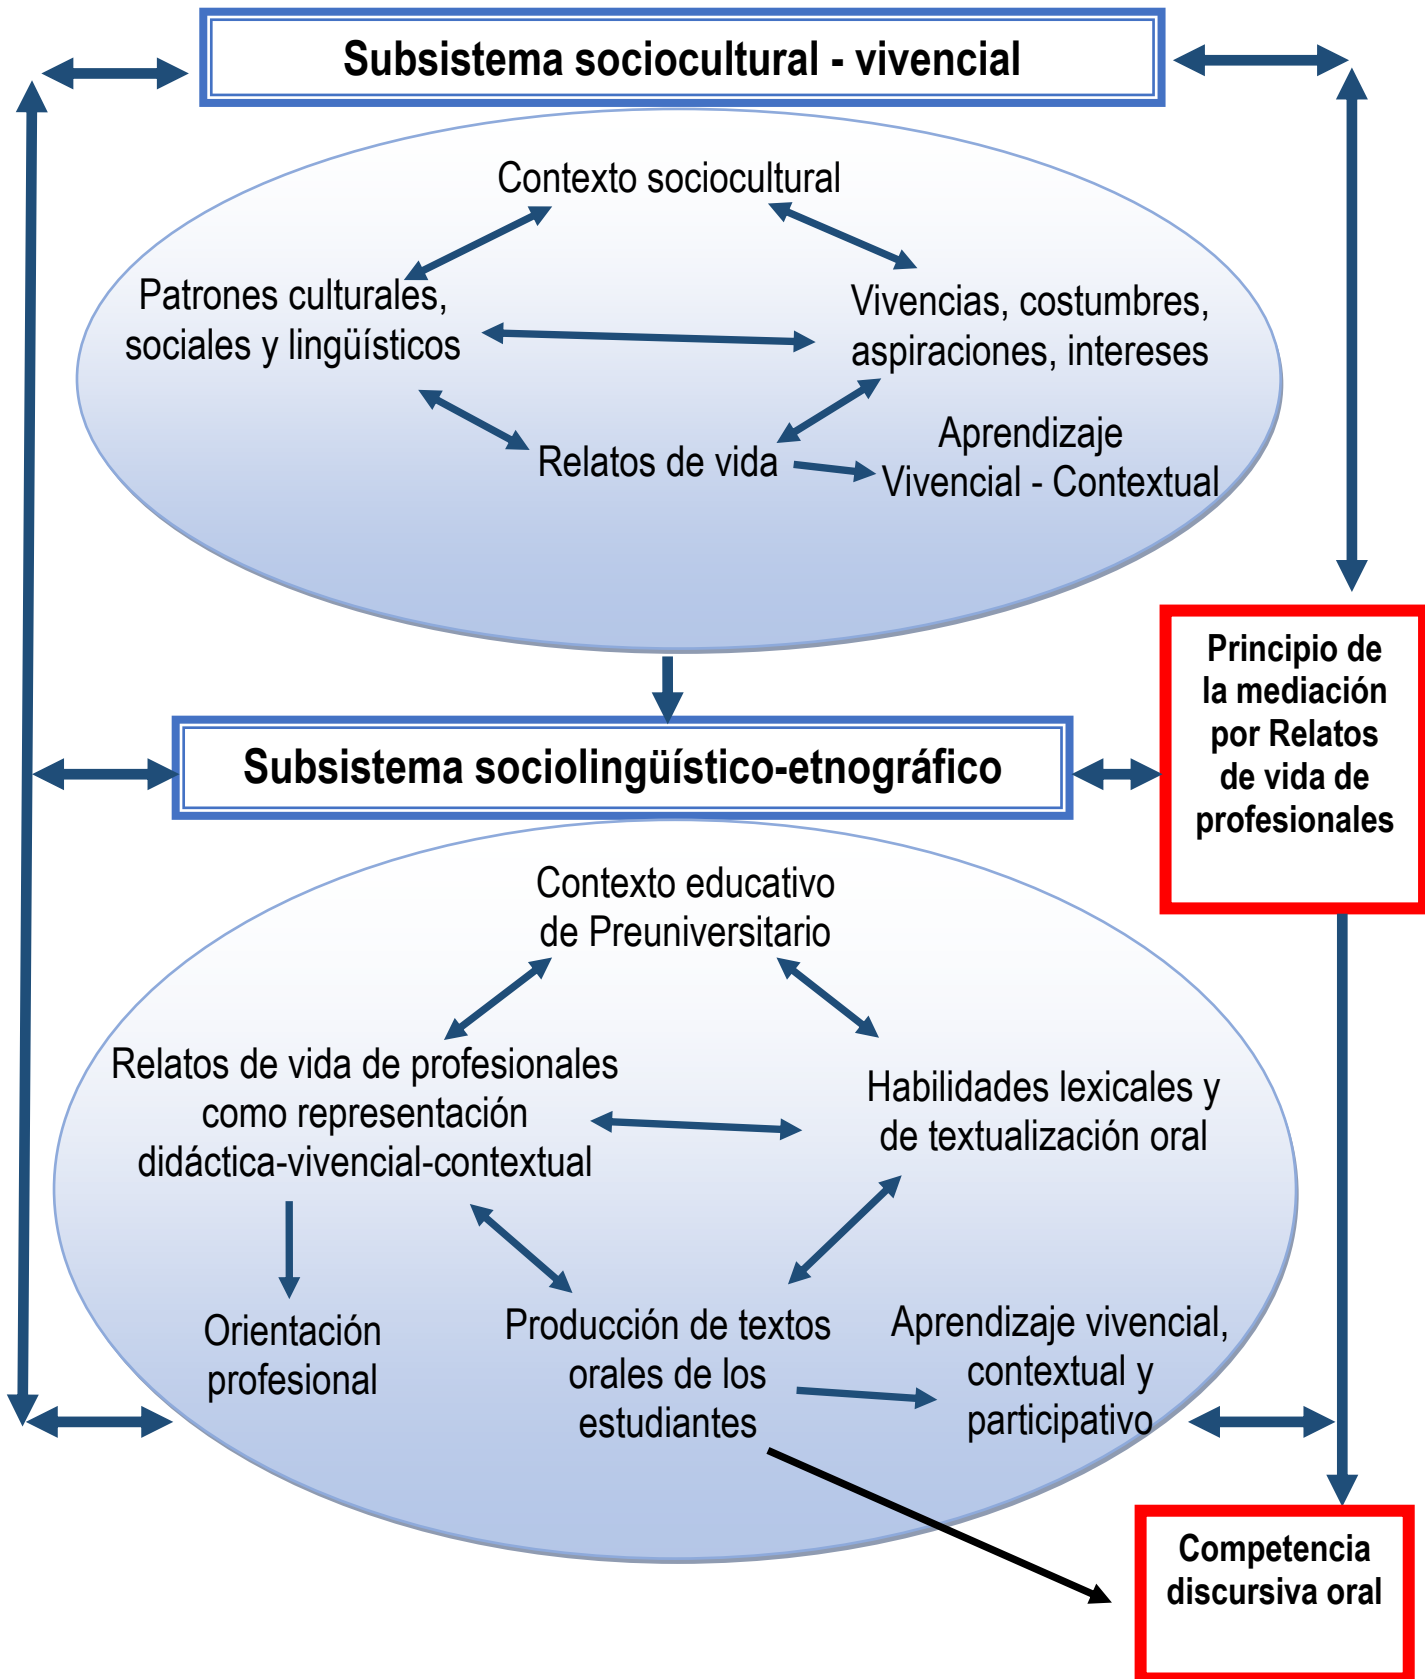 Subsistema sociocultural - vivencial
Contexto sociocultural
Patrones culturales,
sociales y lingüísticos
Vivencias, costumbres,
aspiraciones, intereses
Relatos de vida
Aprendizaje
Vivencial - Contextual
Principio de
la mediación
por Relatos
de vida de
profesionales
Subsistema sociolingüístico-etnográfico
Contexto educativo
de Preuniversitario
Relatos de vida de profesionales
como representación
didáctica-vivencial-contextual
Habilidades lexicales y
de textualización oral
Orientación
profesional
Producción de textos
orales de los
estudiantes
Aprendizaje vivencial,
contextual y
participativo
Competencia
discursiva oral